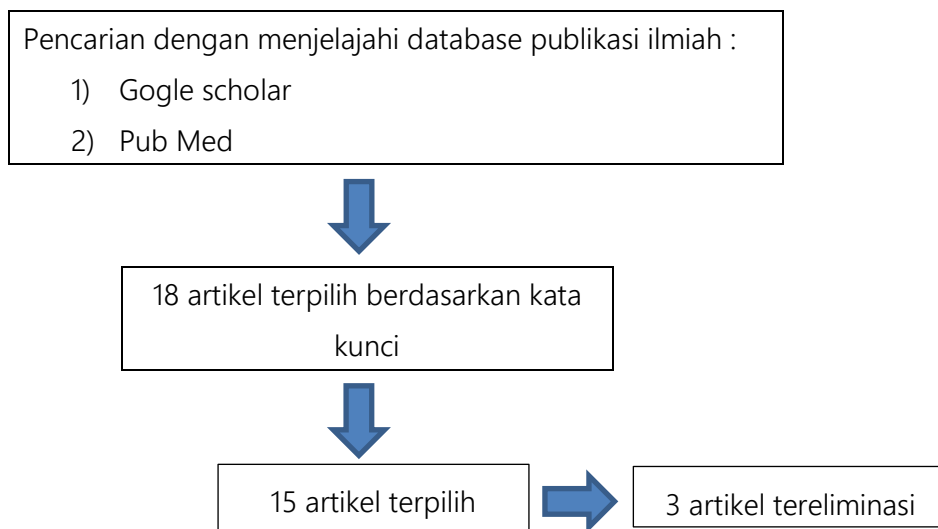 Pencarian dengan menjelajahi database publikasi ilmiah :
1) Gogle scholar
2) Pub Med
18 artikel terpilih berdasarkan kata
kunci
15 artikel terpilih
3 artikel tereliminasi